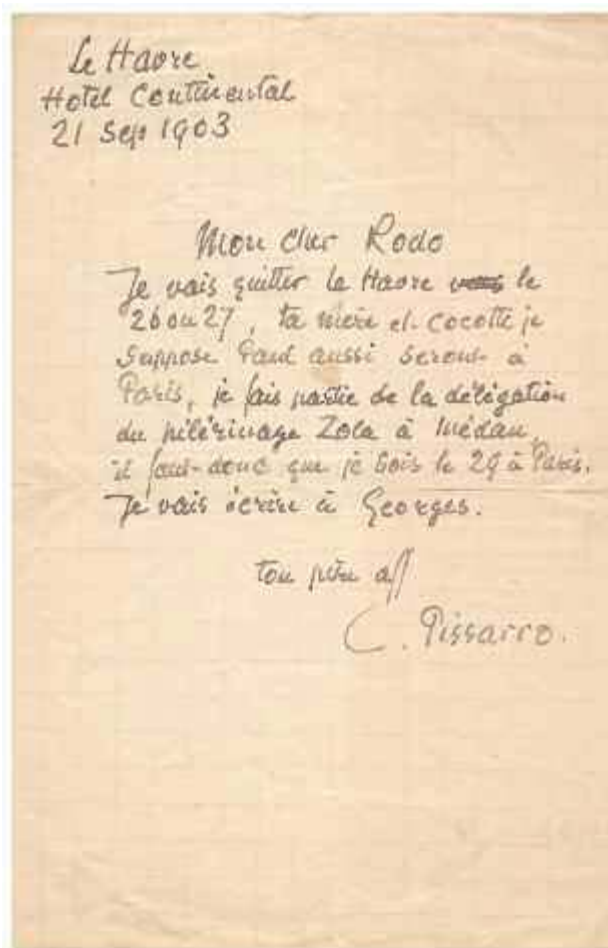 Le Havre
Hotel Continental
21 Sep 1903
Mon cher Rodo
Je vais quitter le Havre le
26 ou 27, ta mère et cocotte je
suppose Paul aussi seront à
Paris, je fais partie de la délégation
du pélérinage Zola à Médan,
il faut donc que je sois le 29 à Paris.
Je vais écrire à Georges.
ton père aff
C. Pissarro.